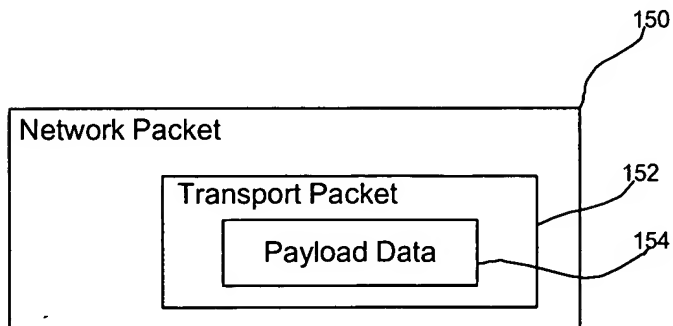 150
Network Packet
152
Transport Packet
154
Payload Data